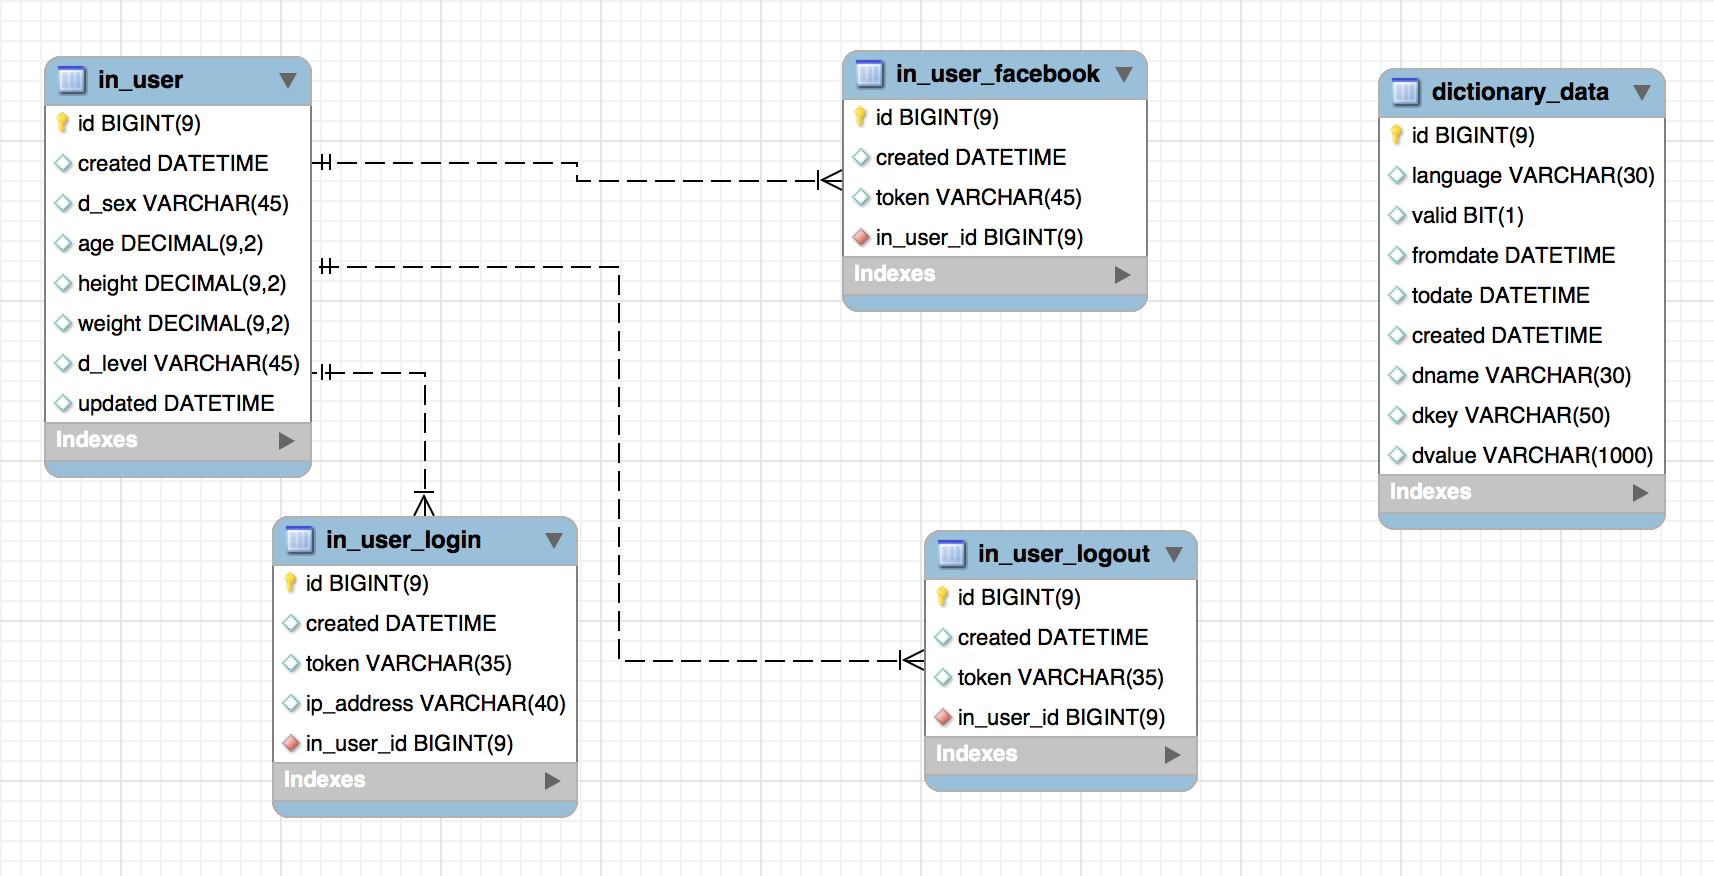 in_user
id BIGINT(9)
created DATETIME
d_sex VARCHAR(45)
age DECIMAL(9,2)
height DECIMAL(9,2)
weight DECIMAL(9,2)
d_level VARCHAR(45)
updated DATETIME
Indexes
in_user_facebook
id BIGINT(9)
created DATETIME
token VARCHAR(45)
in_user_id BIGINT(9)
Indexes
dictionary_data
id BIGINT(9)
language VARCHAR(30)
valid BIT(1)
fromdate DATETIME
todate DATETIME
created DATETIME
dname VARCHAR(30)
dkey VARCHAR(50)
dvalue VARCHAR(1000)
Indexes
in_user_login
id BIGINT(9)
created DATETIME
token VARCHAR(35)
ip_address VARCHAR(40)
in_user_id BIGINT(9)
Indexes
in_user_logout
id BIGINT(9)
created DATETIME
token VARCHAR(35)
in_user_id BIGINT(9)
Indexes